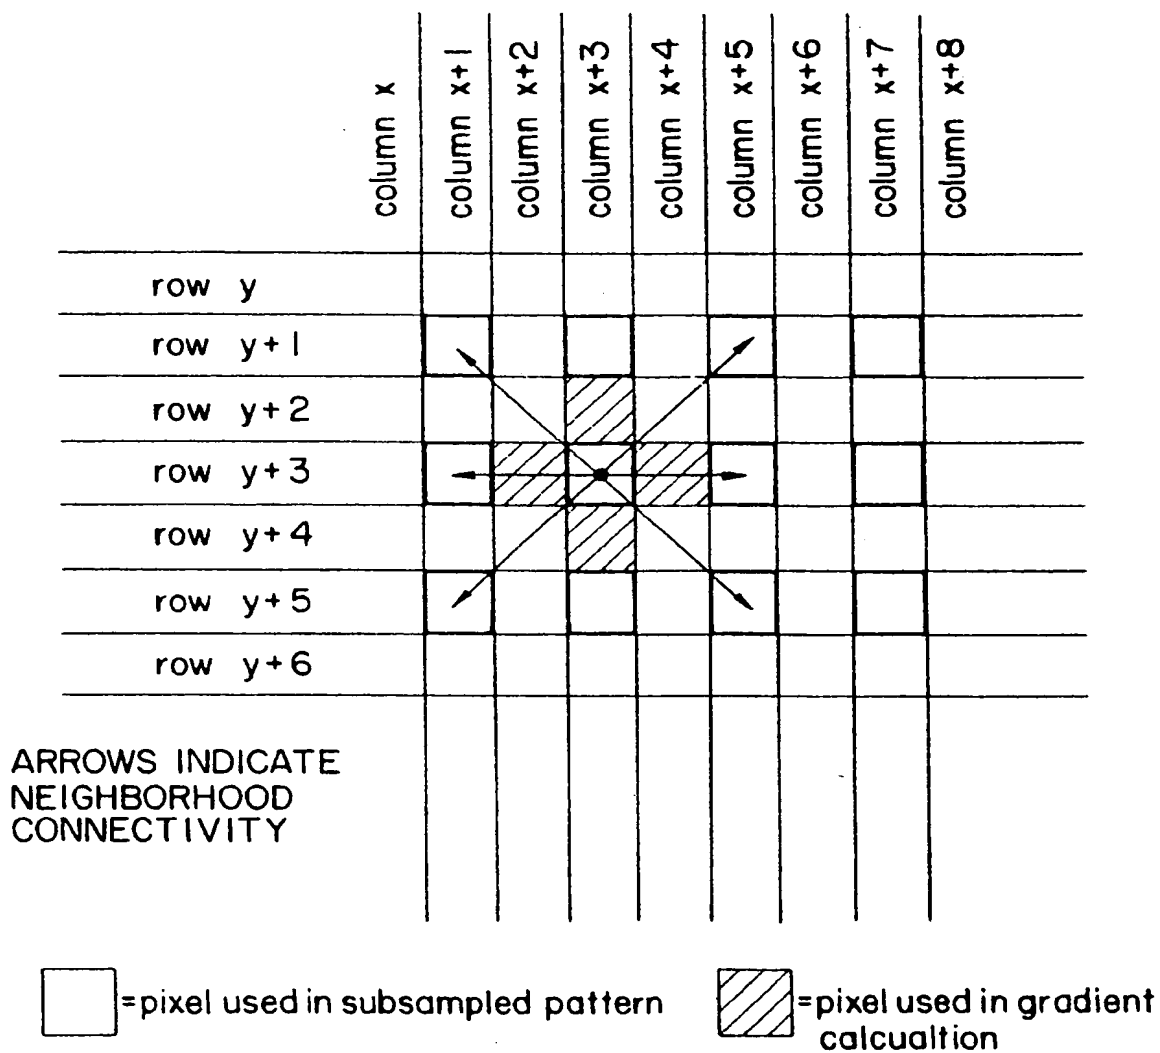 column x
column x+1
column x+2
column x+3
column x+4
column x+5
column x+6
column x+7
column x+8
row y
row y+1
row y+2
row y+3
row y+4
row y+5
row y+6
ARROWS INDICATE
NEIGHBORHOOD
CONNECTIVITY
=pixel used in subsampled pattern
=pixel used in gradient
calcualtion